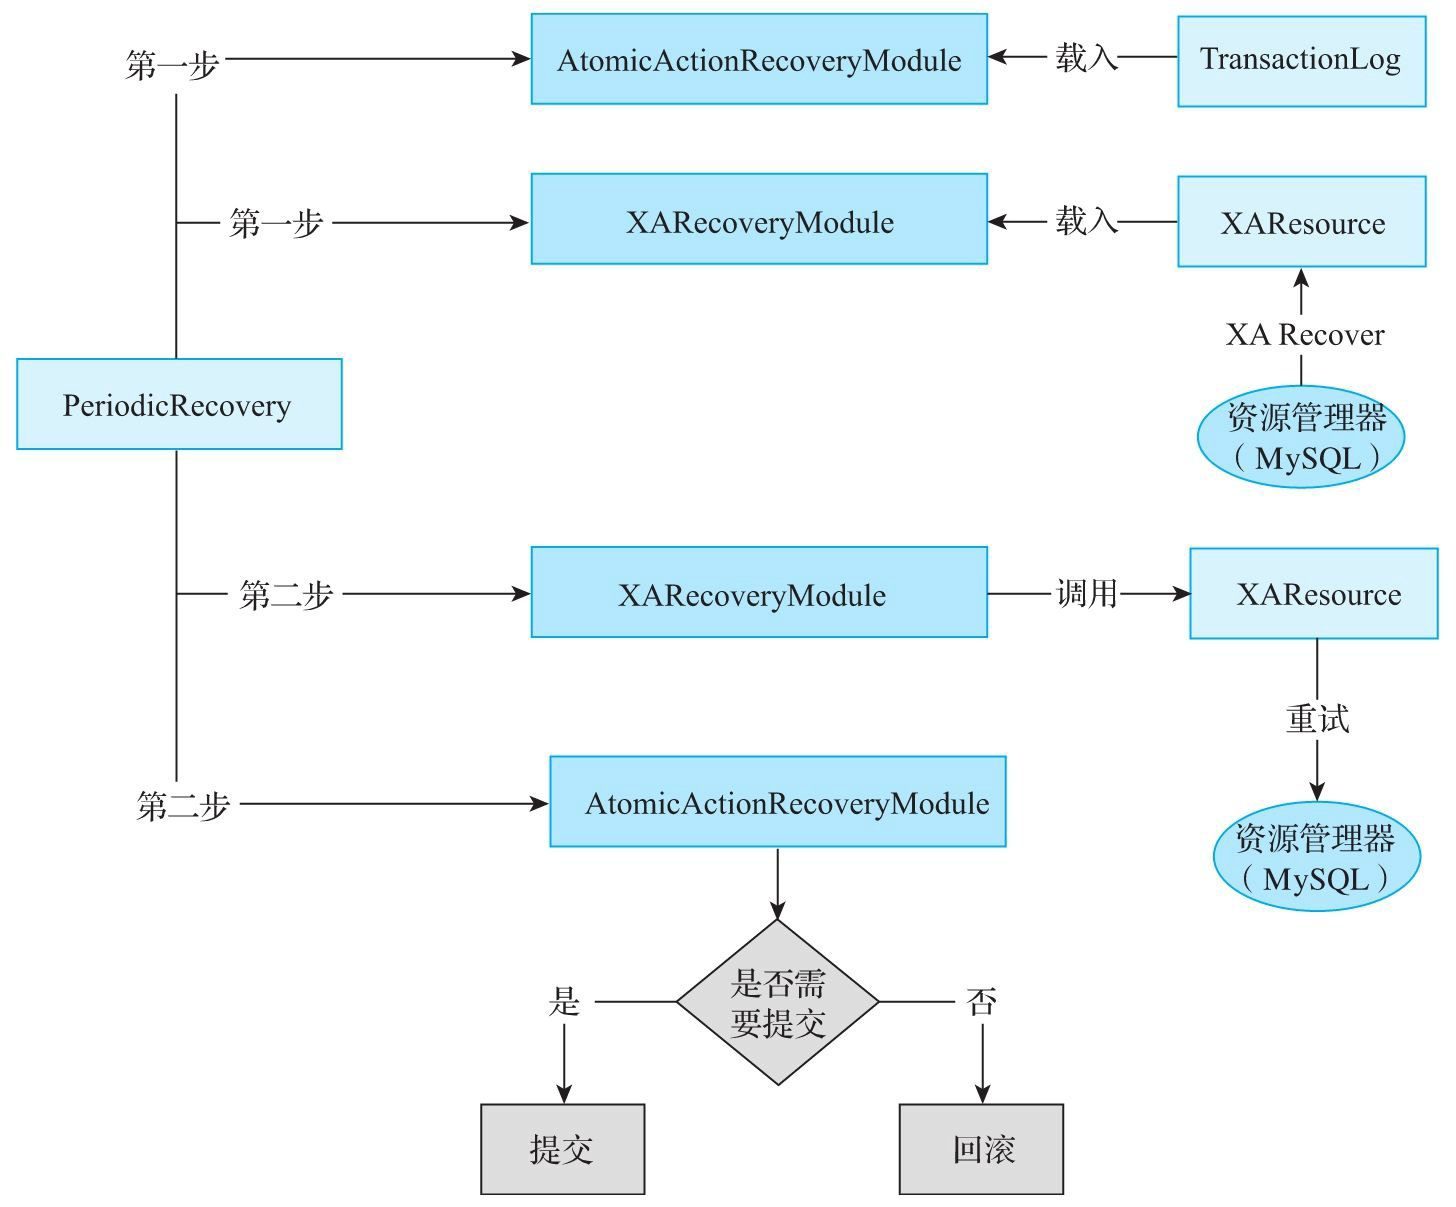 第一步
AtomicActionRecoveryModule
载入
TransactionLog
第一步
XARecoveryModule
载入
XAResource
XA Recover
PeriodicRecovery
资源管理器
（MySQL）
第二步
XARecoveryModule
调用
XAResource
重试
第二步
AtomicActionRecoveryModule
资源管理器
（MySQL）
是否需
要提交
是
否
提交
回滚